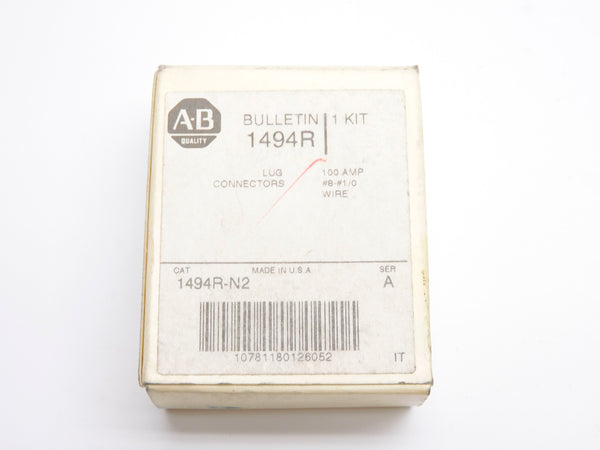 A-B
QUALITY
BULLETIN 1 KIT
1494R
LUG 100 AMP
CONNECTORS #8-#1/0
WIRE
CAT MADE IN U.S.A SER
1494R-N2 A
10781180126052
IT